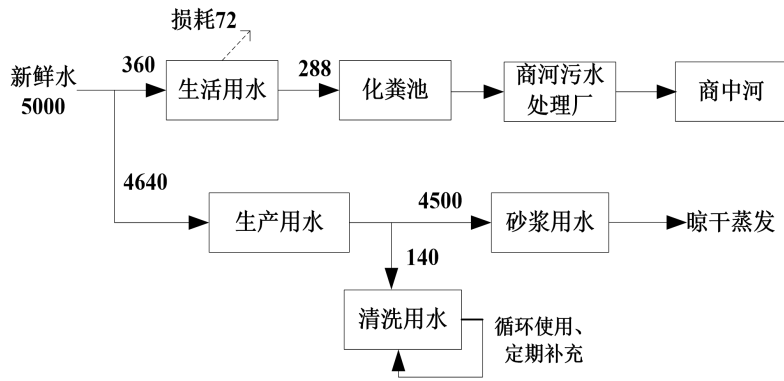 损耗72
新鲜水
5000
360
生活用水
288
化粪池
商河污水
处理厂
商中河
4640
生产用水
4500
砂浆用水
晾干蒸发
140
清洗用水
循环使用、
定期补充